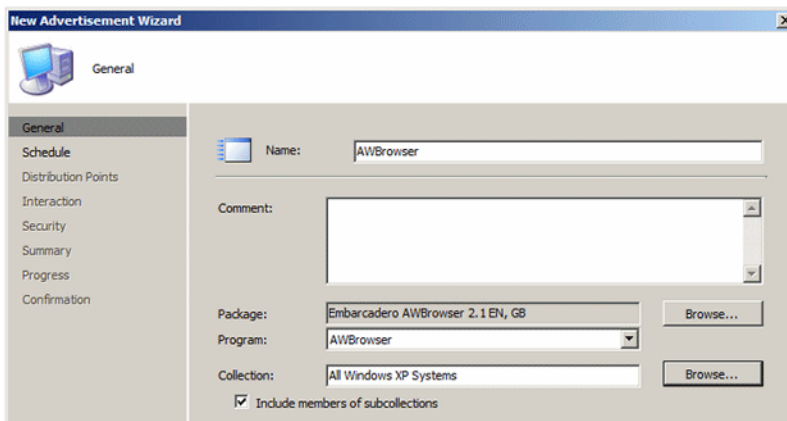 New Advertisement Wizard
General
General
Schedule
Distribution Points
Interaction
Security
Summary
Progress
Confirmation
Name: AWBrowser
Comment:
Package: Embarcadero AWBrowser 2.1 EN, GB Browse...
Program: AWBrowser
Collection: All Windows XP Systems Browse...
Include members of subcollections